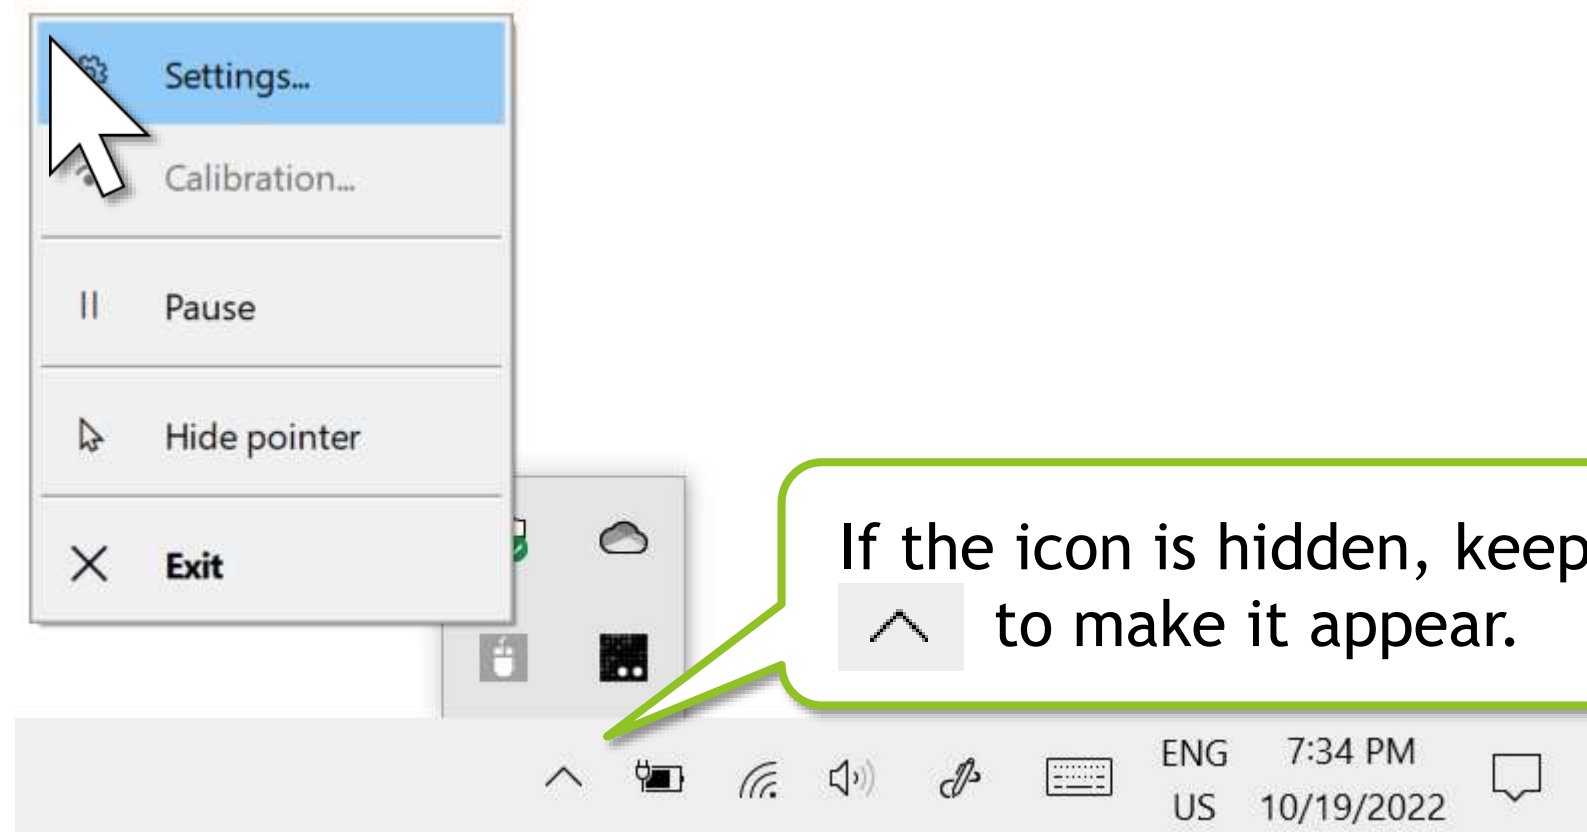 Settings...
Calibration...
Pause
Hide pointer
Exit
If the icon is hidden, keep
to make it appear.
ENG 7:34 PM
US 10/19/2022